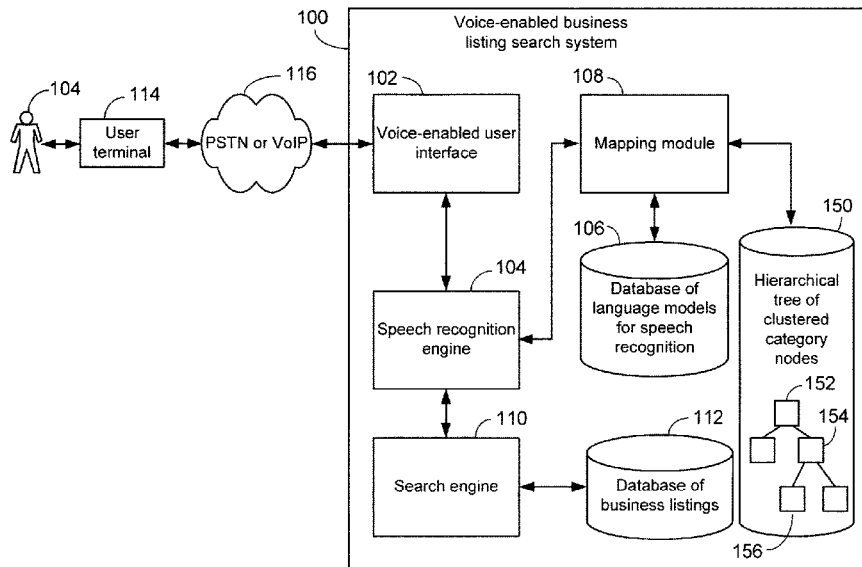 100
Voice-enabled business
listing search system
104
114
116
102
108
User
terminal
PSTN or VoIP
Voice-enabled user
interface
Mapping module
150
106
104
Database of
language models
for speech
recognition
Hierarchical
tree of
clustered
category
nodes
Speech recognition
engine
152
154
110
112
Search engine
Database of
business listings
156